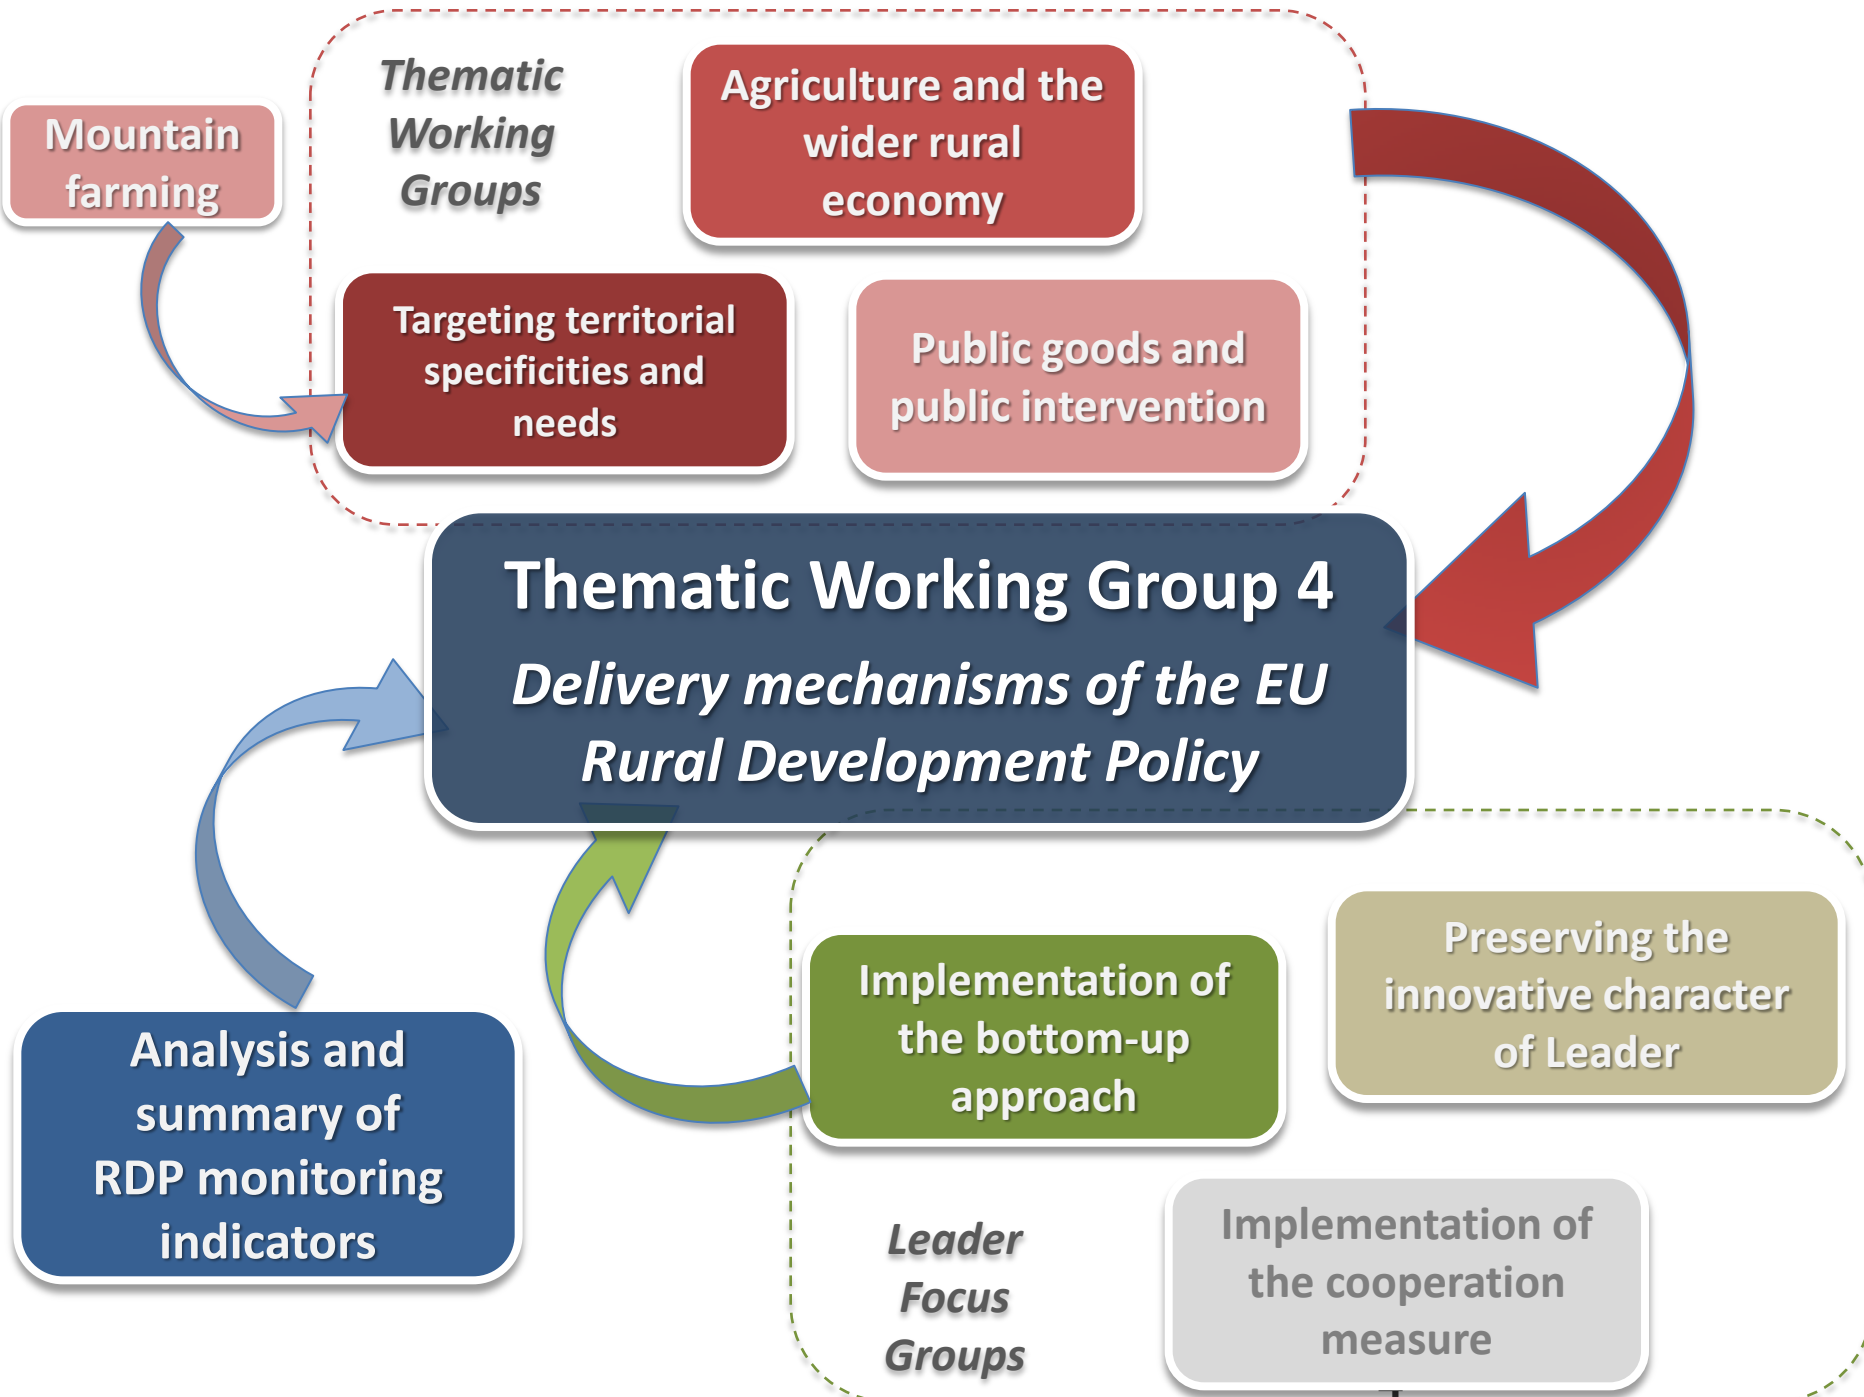 Thematic
Working
Groups
Agriculture and the
wider rural
economy
Mountain
farming
Targeting territorial
specificities and
needs
Public goods and
public intervention
Thematic Working Group 4
Delivery mechanisms of the EU
Rural Development Policy
Analysis and
summary of
RDP monitoring
indicators
Implementation of
the bottom-up
approach
Preserving the
innovative character
of Leader
Leader
Focus
Groups
Implementation of
the cooperation
measure